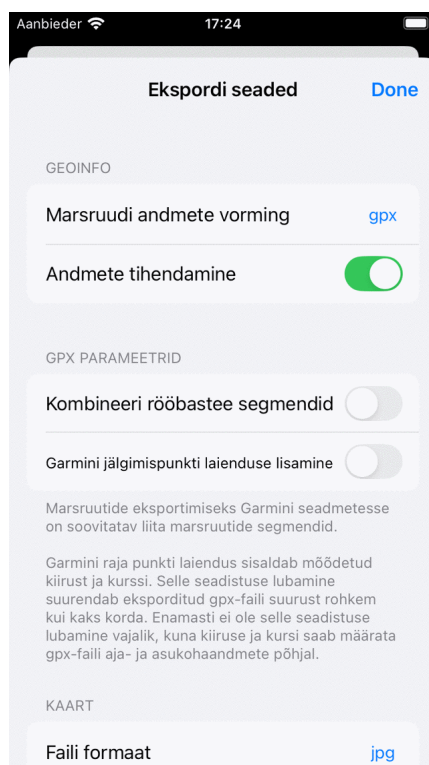 Aanbieder 17:24
Ekspordi seaded Done
GEOINFO
Marsruudi andmete vorming gpx
Andmete tihendamine
GPX PARAMEETRID
Kombineeri rööbastee segmendid
Garmini jälgimispunkti laienduse lisamine
Marsruutide eksportimiseks Garmini seadmetesse
on soovitatav liita marsruutide segmendid.
Garmini raja punkti laiendus sisaldab mõõdetud
kiirust ja kurssi. Selle seadistuse lubamine
suurendab eksporditud gpx-faili suurust rohkem
kui kaks korda. Enamasti ei ole selle seadistuse
lubamine vajalik, kuna kiiruse ja kursi saab määrata
gpx-faili aja- ja asukohaandmete põhjal.
KAART
Faili formaat jpg